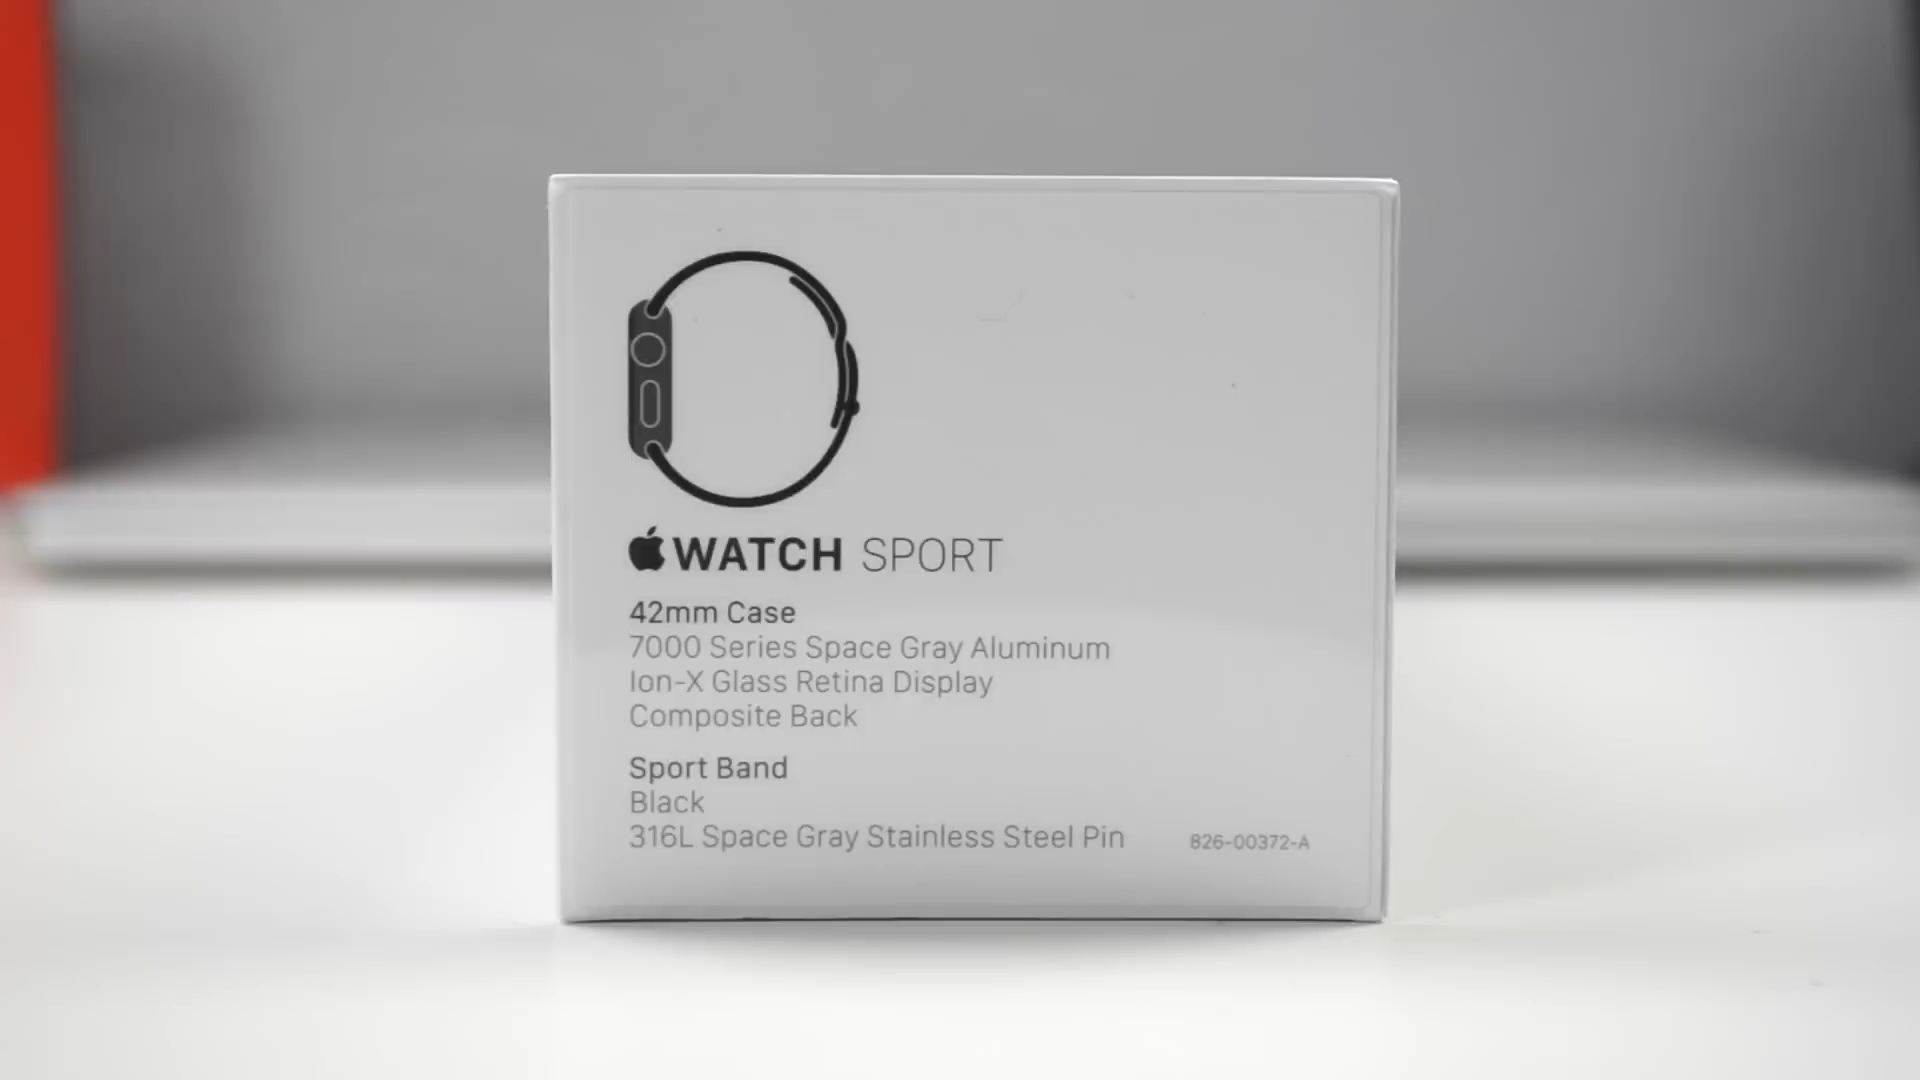 WATCH SPORT
42mm Case
7000 Series Space Gray Aluminum
Ion-X Glass Retina Display
Composite Back
Sport Band
Black
316L Space Gray Stainless Steel Pin
826-00372-A